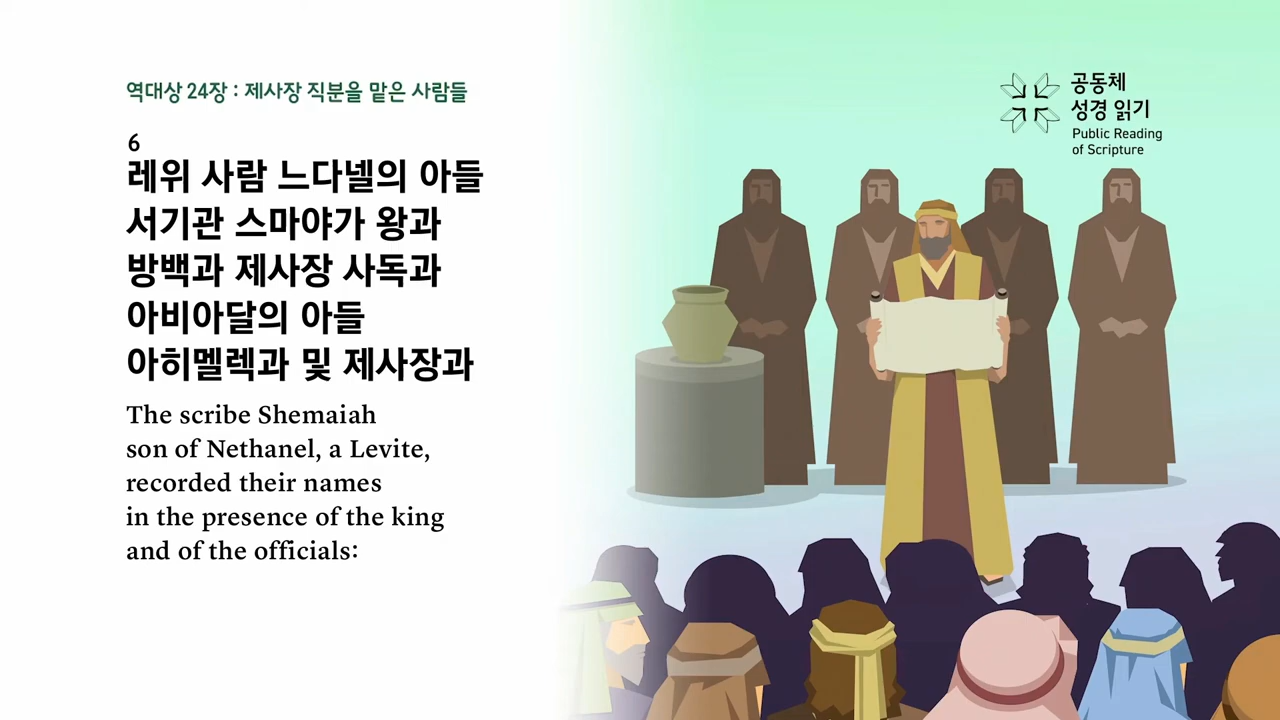 역대상 24장 : 제사장 직분을 맡은 사람들
6
레위 사람 느다넬의 아들
서기관 스마야가 왕과
방백과 제사장 사독과
아비아달의 아들
아히멜렉과 및 제사장과
The scribe Shemaiah
son of Nethanel, a Levite,
recorded their names
in the presence of the king
and of the officials:
공동체
성경 읽기
Public Reading
of Scripture